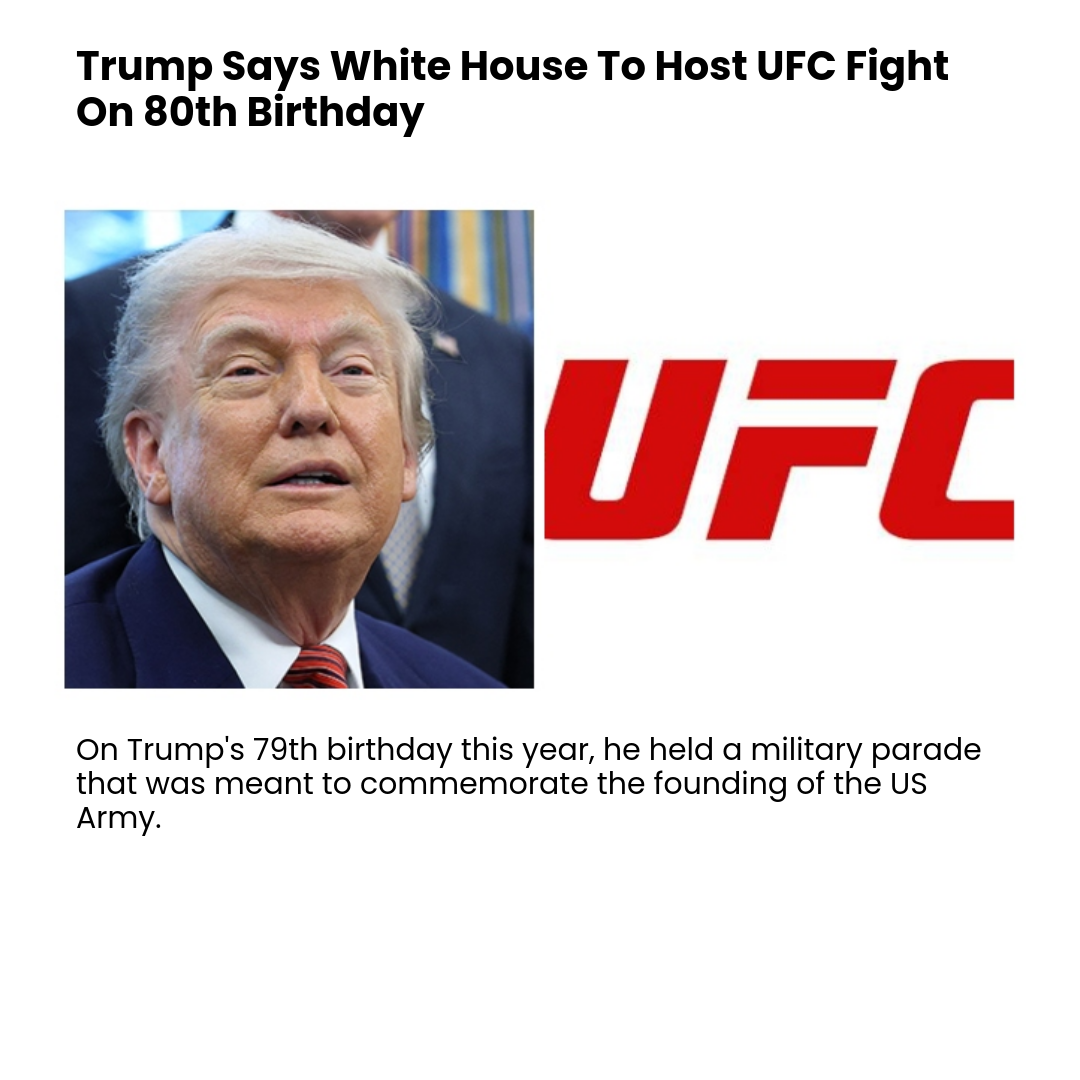 Trump Says White House To Host UFC Fight
On 80th Birthday
UFC
On Trump's 79th birthday this year, he held a military parade
that was meant to commemorate the founding of the US
Army.